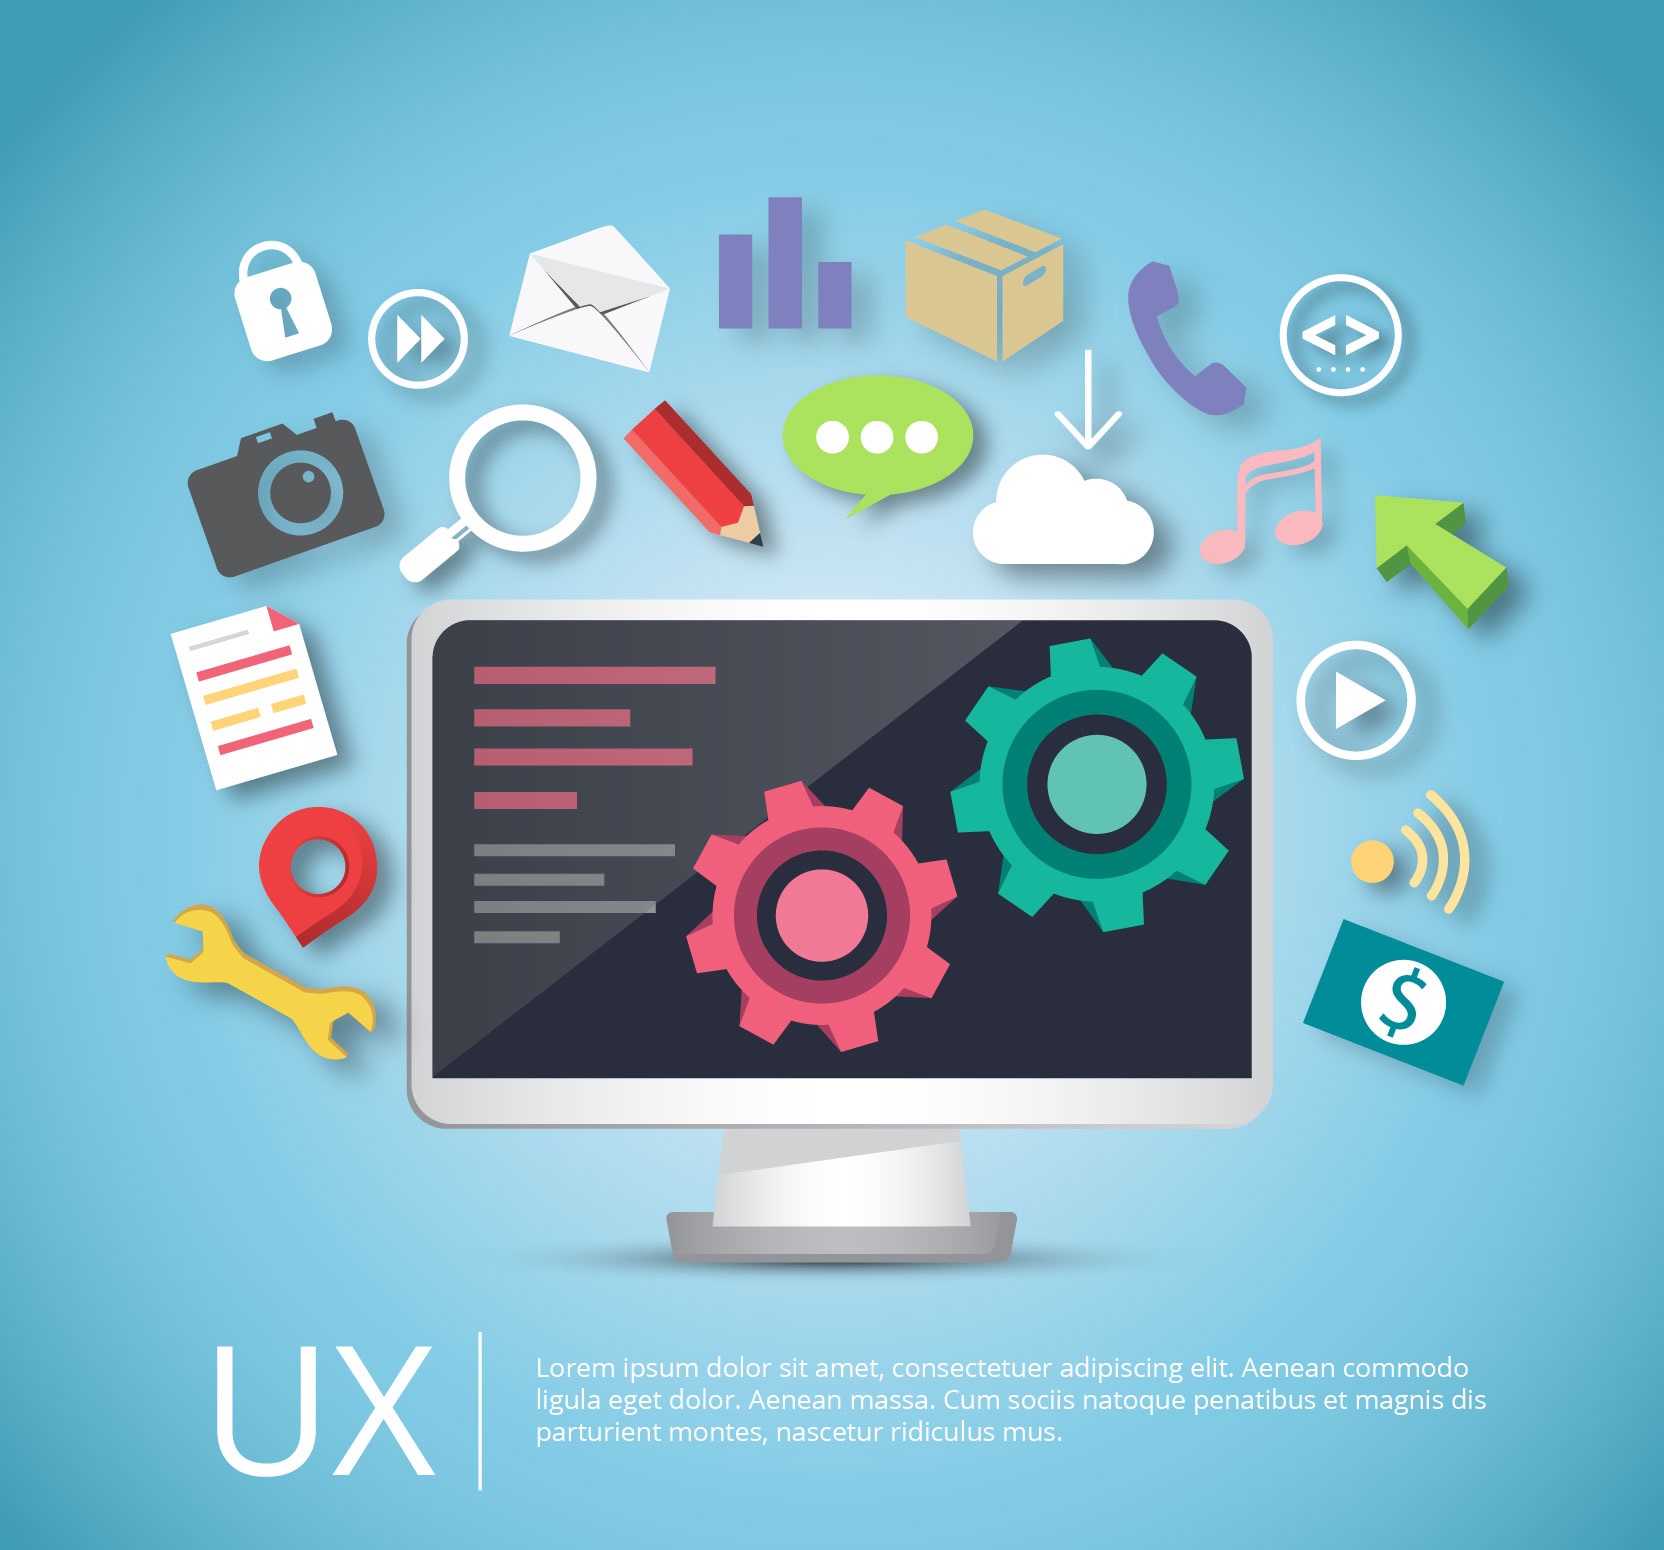 UX
Lorem ipsum dolor sit amet, consectetuer adipiscing elit. Aenean commodo
ligula eget dolor. Aenean massa. Cum sociis natoque penatibus et magnis dis
parturient montes, nascetur ridiculus mus.